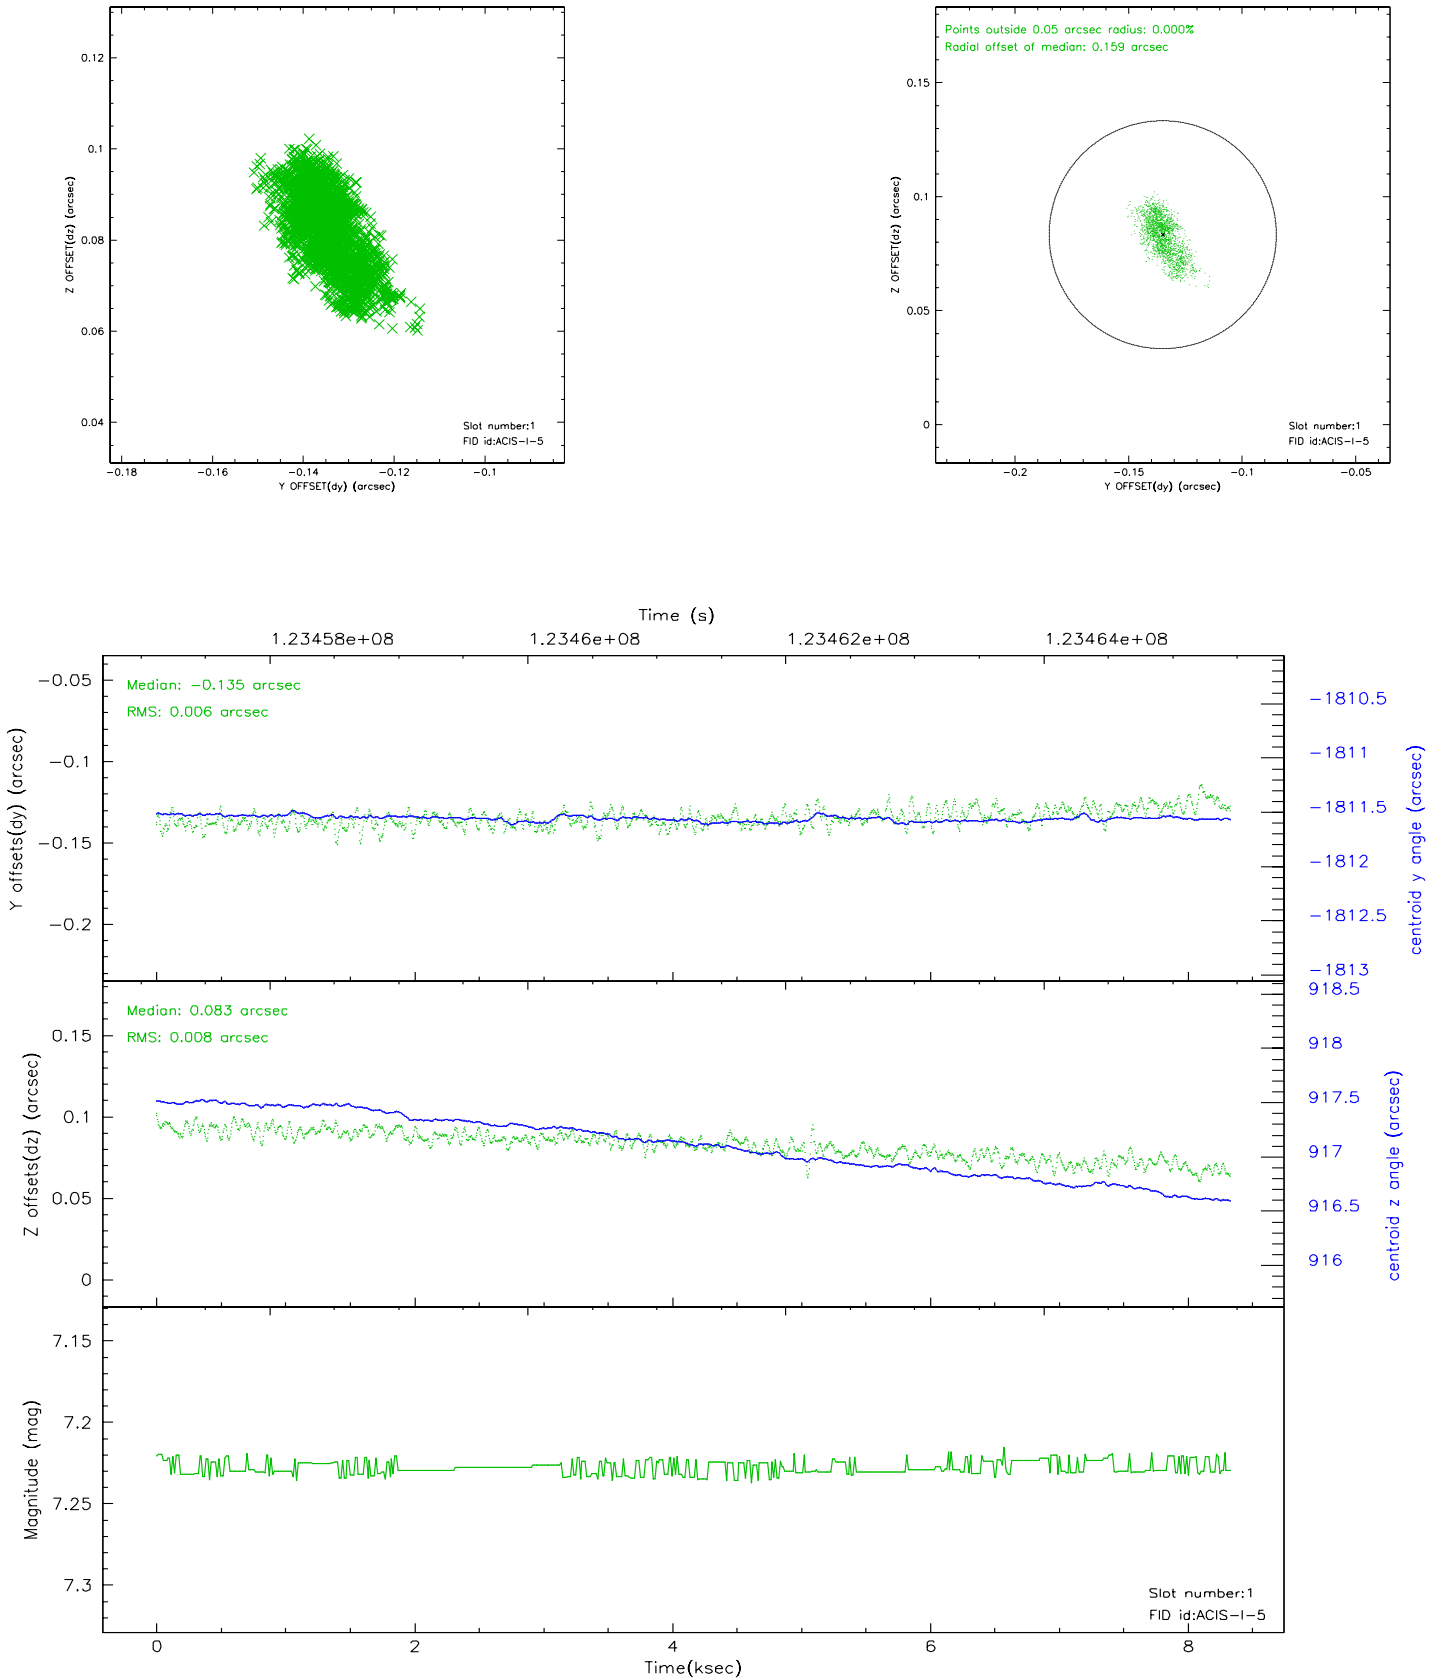 0.12
0.1
0.08
0.06
0.04
Z OFFSET(dz) (arcsec)
Slot number:1
FID id:ACIS-I-5
-0.18 -0.16 -0.14 -0.12 -0.1
Y OFFSET(dy) (arcsec)
Points outside 0.05 arcsec radius: 0.000%
Radial offset of median: 0.159 arcsec
0.15
0.1
0.05
0
Z OFFSET(dz) (arcsec)
Slot number:1
FID id:ACIS-I-5
-0.2 -0.15 -0.1 -0.05
Y OFFSET(dy) (arcsec)
Time (s)
1.23458e+08 1.2346e+08 1.23462e+08 1.23464e+08
Median: -0.135 arcsec
RMS: 0.006 arcsec
-0.05
-0.1
-0.15
-0.2
Y offsets(dy) (arcsec)
-1810.5
-1811
-1811.5
-1812
-1812.5
-1813
centroid y angle (arcsec)
Median: 0.083 arcsec
RMS: 0.008 arcsec
0.15
0.1
0.05
0
Z offsets(dz) (arcsec)
918.5
918
917.5
917
916.5
916
centroid z angle (arcsec)
7.15
7.2
7.25
7.3
Magnitude (mag)
Slot number:1
FID id:ACIS-I-5
0 2 4 6 8
Time(ksec)